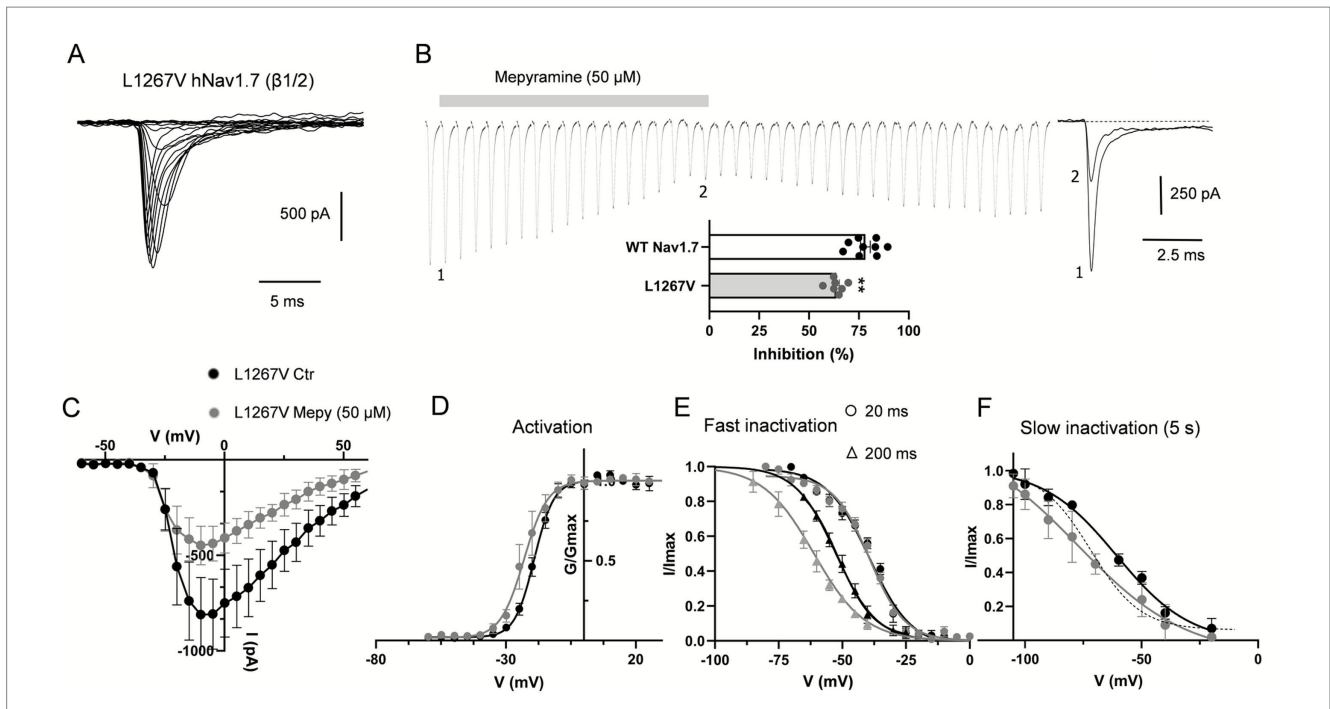 A
L1267V hNav1.7 (β1/2)
500 pA
5 ms
B
Mepyramine (50 µM)
1
2
2
1
250 pA
2.5 ms
WT Nav1.7
L1267V
**
0
25
50
75
100
Inhibition (%)
L1267V Ctr
L1267V Mepy (50 µM)
C
V (mV)
-50
0
50
-500
-1000
I (pA)
D
Activation
1.0
0.5
G/Gmax
-80
-30
20
V (mV)
E
Fast inactivation
20 ms
200 ms
1.0
0.8
0.6
0.4
0.2
0.0
I/Imax
-100
-75
-50
-25
0
V (mV)
F
Slow inactivation (5 s)
1.0
0.8
0.6
0.4
0.2
I/Imax
-100
-50
0
V (mV)